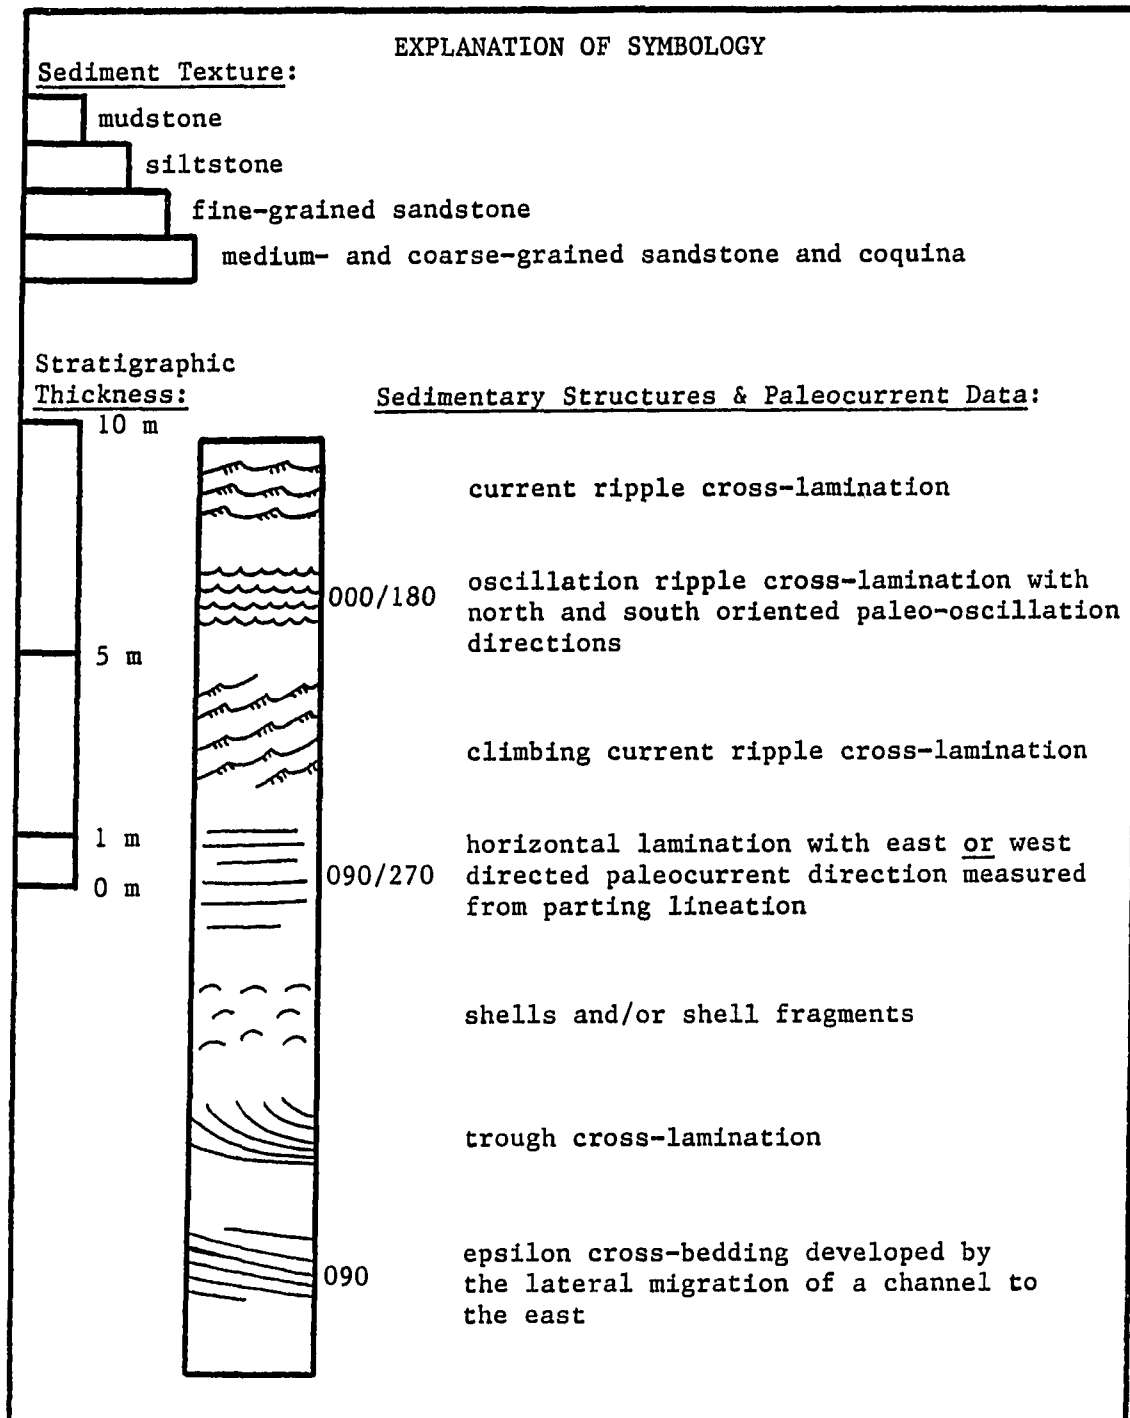 EXPLANATION OF SYMBOLOGY
Sediment Texture:
mudstone
siltstone
fine-grained sandstone
medium- and coarse-grained sandstone and coquina
Stratigraphic
Thickness:
Sedimentary Structures & Paleocurrent Data:
10 m
current ripple cross-lamination
000/180
oscillation ripple cross-lamination with
north and south oriented paleo-oscillation
directions
5 m
climbing current ripple cross-lamination
1 m
0 m
090/270
horizontal lamination with east or west
directed paleocurrent direction measured
from parting lineation
shells and/or shell fragments
trough cross-lamination
090
epsilon cross-bedding developed by
the lateral migration of a channel to
the east